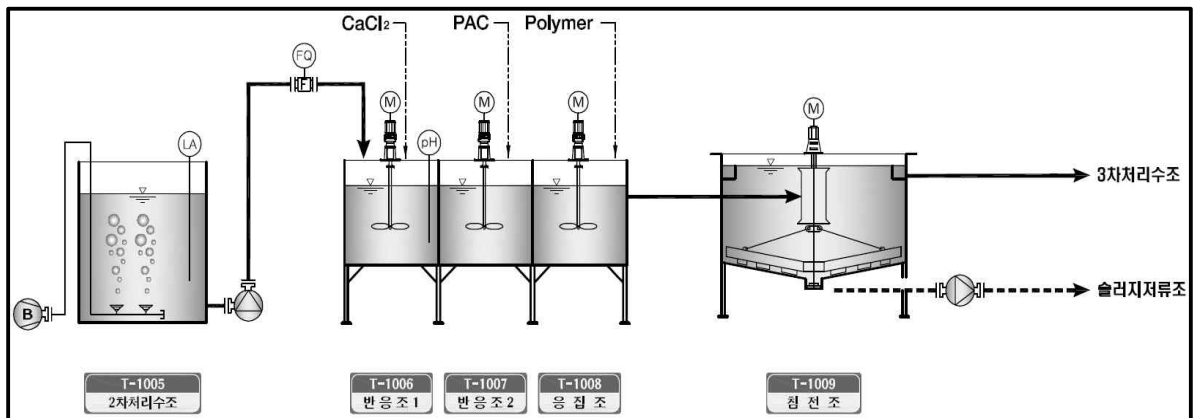 CaCl₂
PAC
Polymer
FQ
F
M
M
M
M
LA
pH
3차처리수조
B
슬러지저류조
T-1005
2차처리수조
T-1006
반응조1
T-1007
반응조2
T-1008
응집조
T-1009
침전조